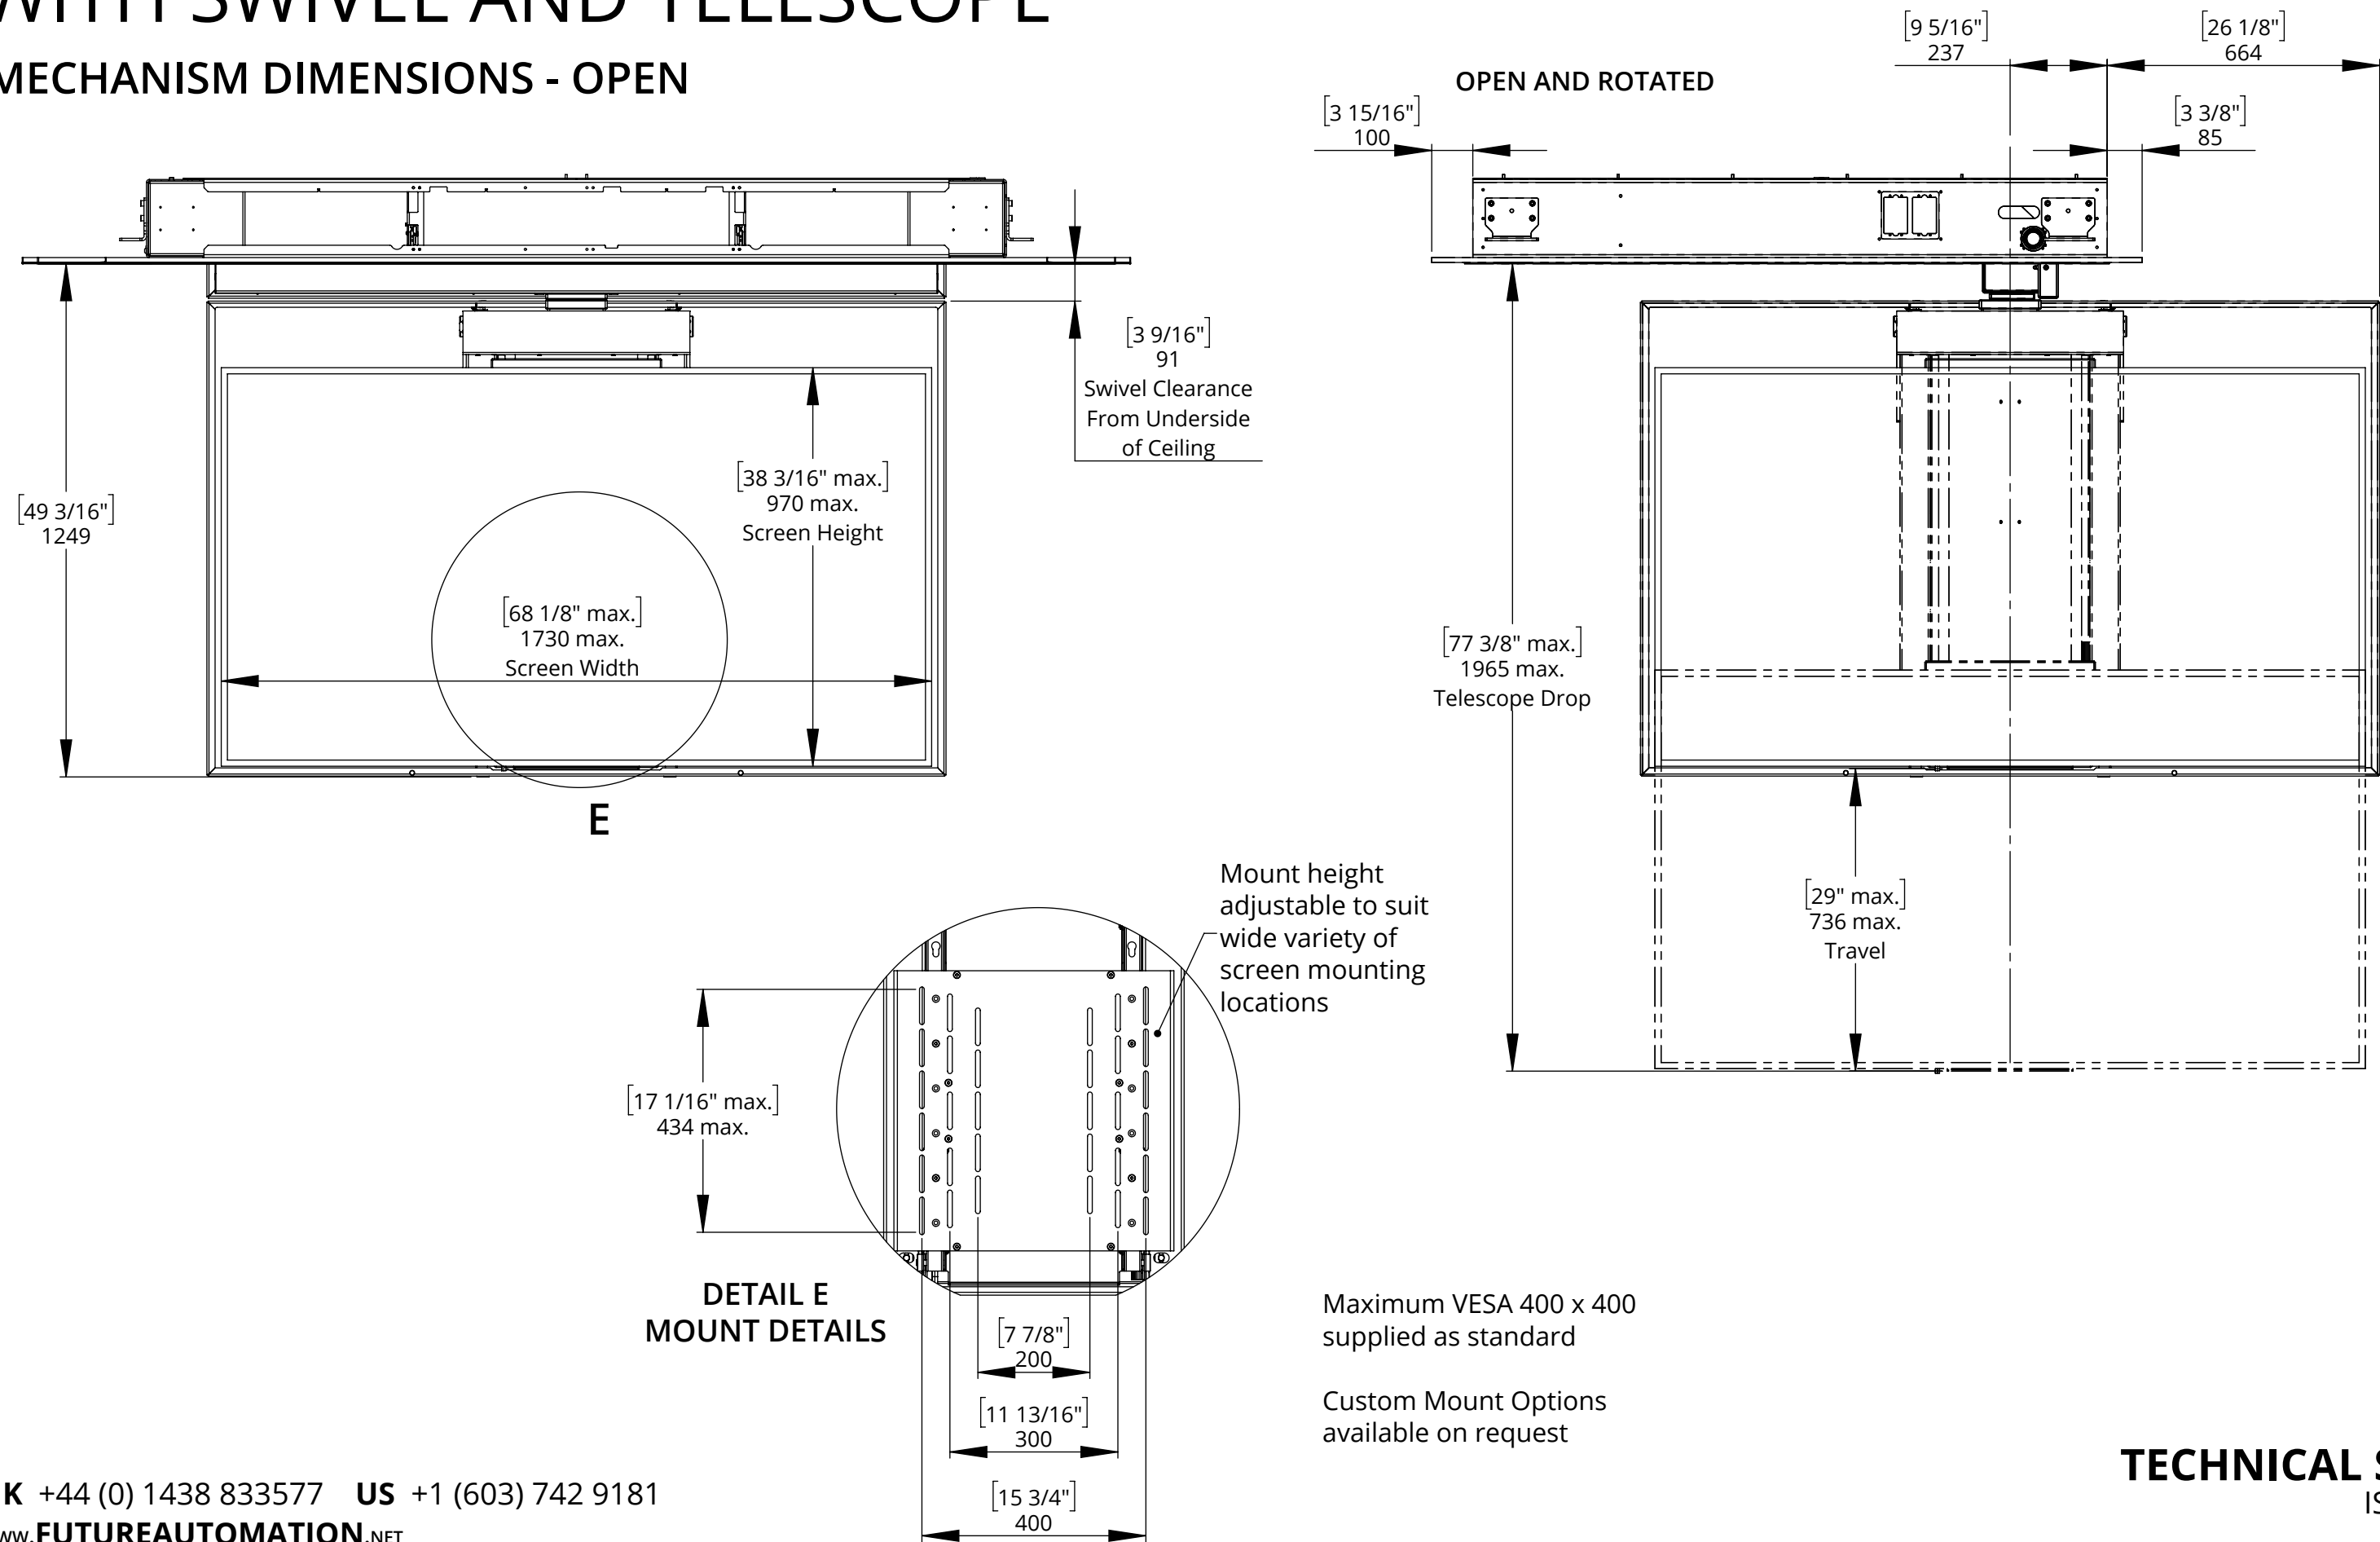 WITH SWIVEL AND TELESCOPE
MECHANISM DIMENSIONS - OPEN
OPEN AND ROTATED
[9 5/16"]
237
[26 1/8"]
664
[3 15/16"]
100
[3 3/8"]
85
[3 9/16"]
91
Swivel Clearance
From Underside
of Ceiling
[49 3/16"]
1249
[38 3/16" max.]
970 max.
Screen Height
[68 1/8" max.]
1730 max.
Screen Width
E
[77 3/8" max.]
1965 max.
Telescope Drop
[29" max.]
736 max.
Travel
Mount height
adjustable to suit
wide variety of
screen mounting
locations
[17 1/16" max.]
434 max.
DETAIL E
MOUNT DETAILS
[7 7/8"]
200
[11 13/16"]
300
[15 3/4"]
400
Maximum VESA 400 x 400
supplied as standard
Custom Mount Options
available on request
K +44 (0) 1438 833577 US +1 (603) 742 9181
ww.FUTUREAUTOMATION.NET
TECHNICAL S
IS